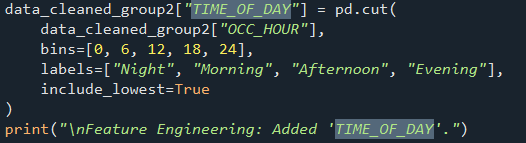 data_cleaned_group2["TIME_OF_DAY"] = pd.cut(
    data_cleaned_group2["OCC_HOUR"],
    bins=[0, 6, 12, 18, 24],
    labels=["Night", "Morning", "Afternoon", "Evening"],
    include_lowest=True
)
print("\nFeature Engineering: Added 'TIME_OF_DAY'.")